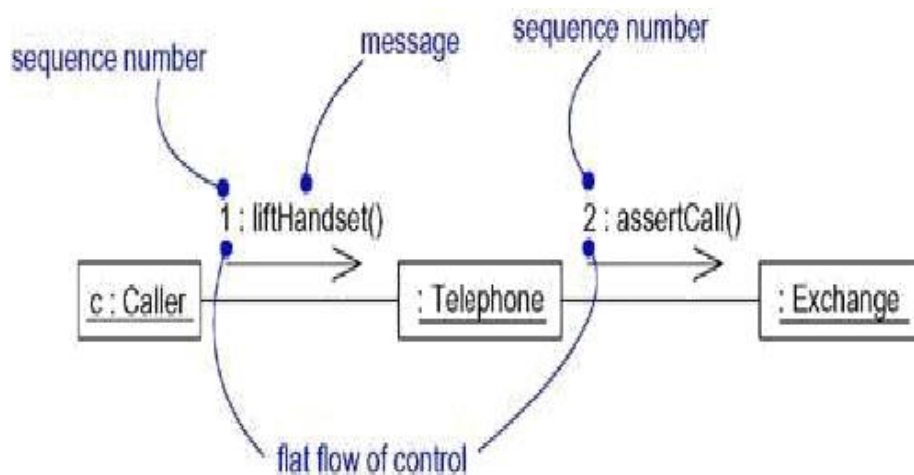 sequence number
message
sequence number
1 : liftHandset()
2 : assertCall()
c : Caller
: Telephone
: Exchange
flat flow of control